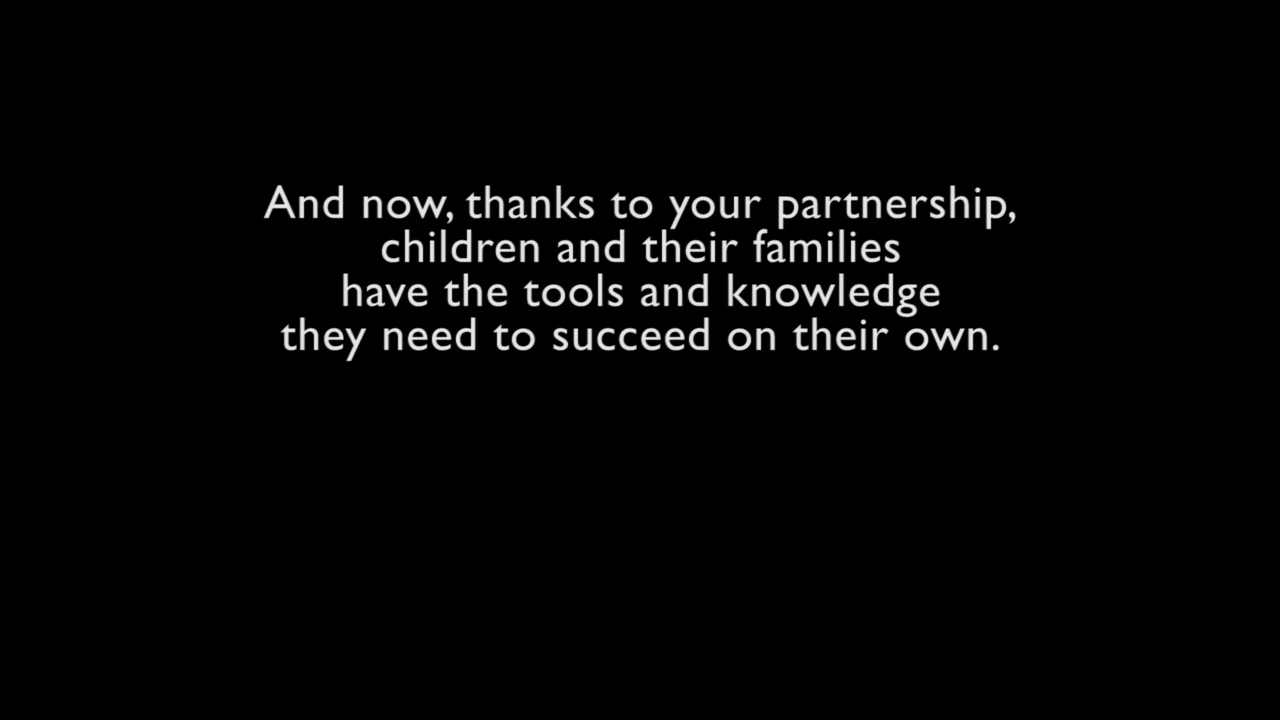 And now, thanks to your partnership,
children and their families
have the tools and knowledge
they need to succeed on their own.